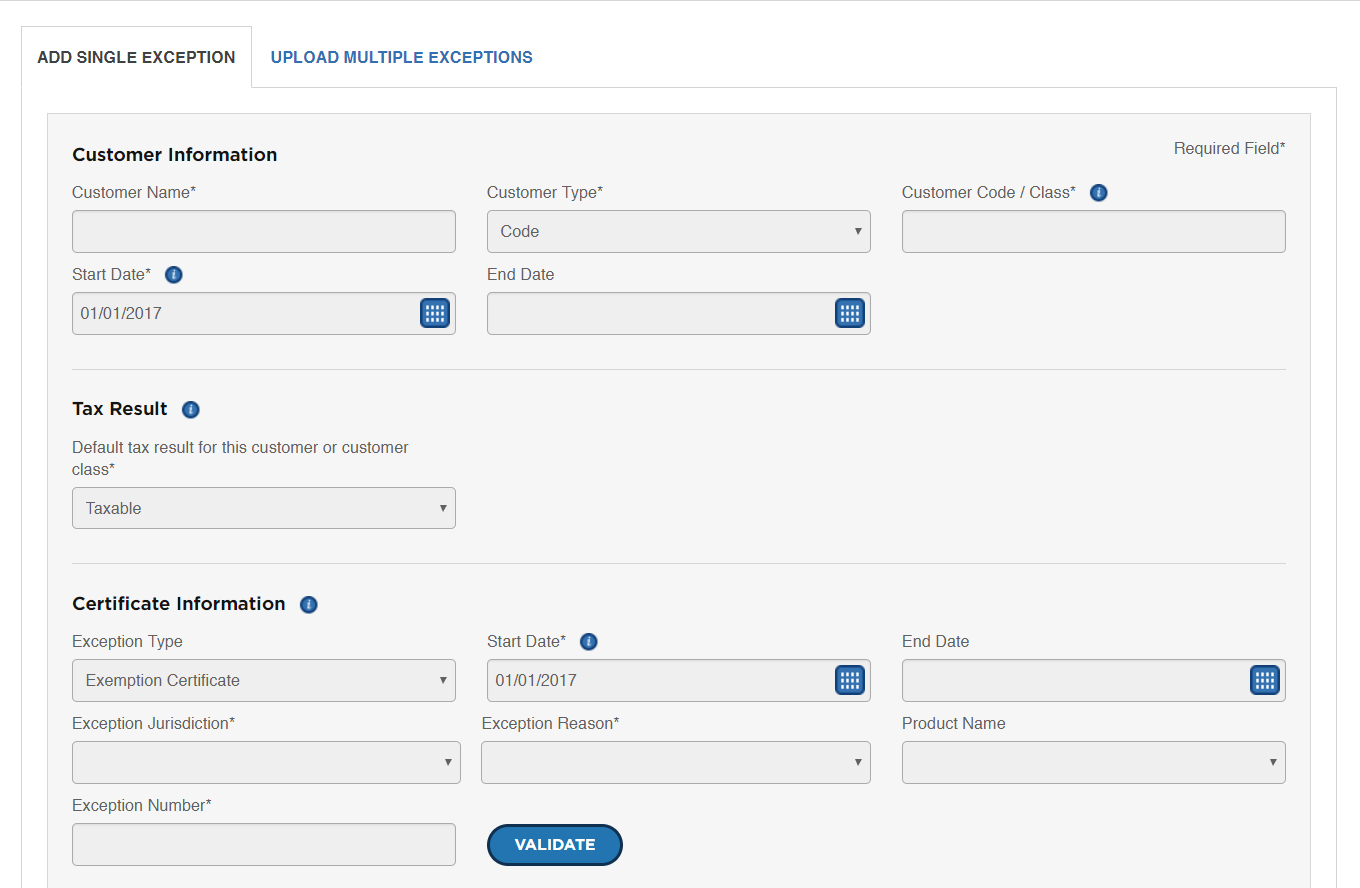 ADD SINGLE EXCEPTION
UPLOAD MULTIPLE EXCEPTIONS
Customer Information
Required Field*
Customer Name*
Customer Type*
Customer Code / Class*
Code
Start Date*
End Date
01/01/2017
Tax Result
Default tax result for this customer or customer
class*
Taxable
Certificate Information
Exception Type
Start Date*
End Date
Exemption Certificate
01/01/2017
Exception Jurisdiction*
Exception Reason*
Product Name
Exception Number*
VALIDATE